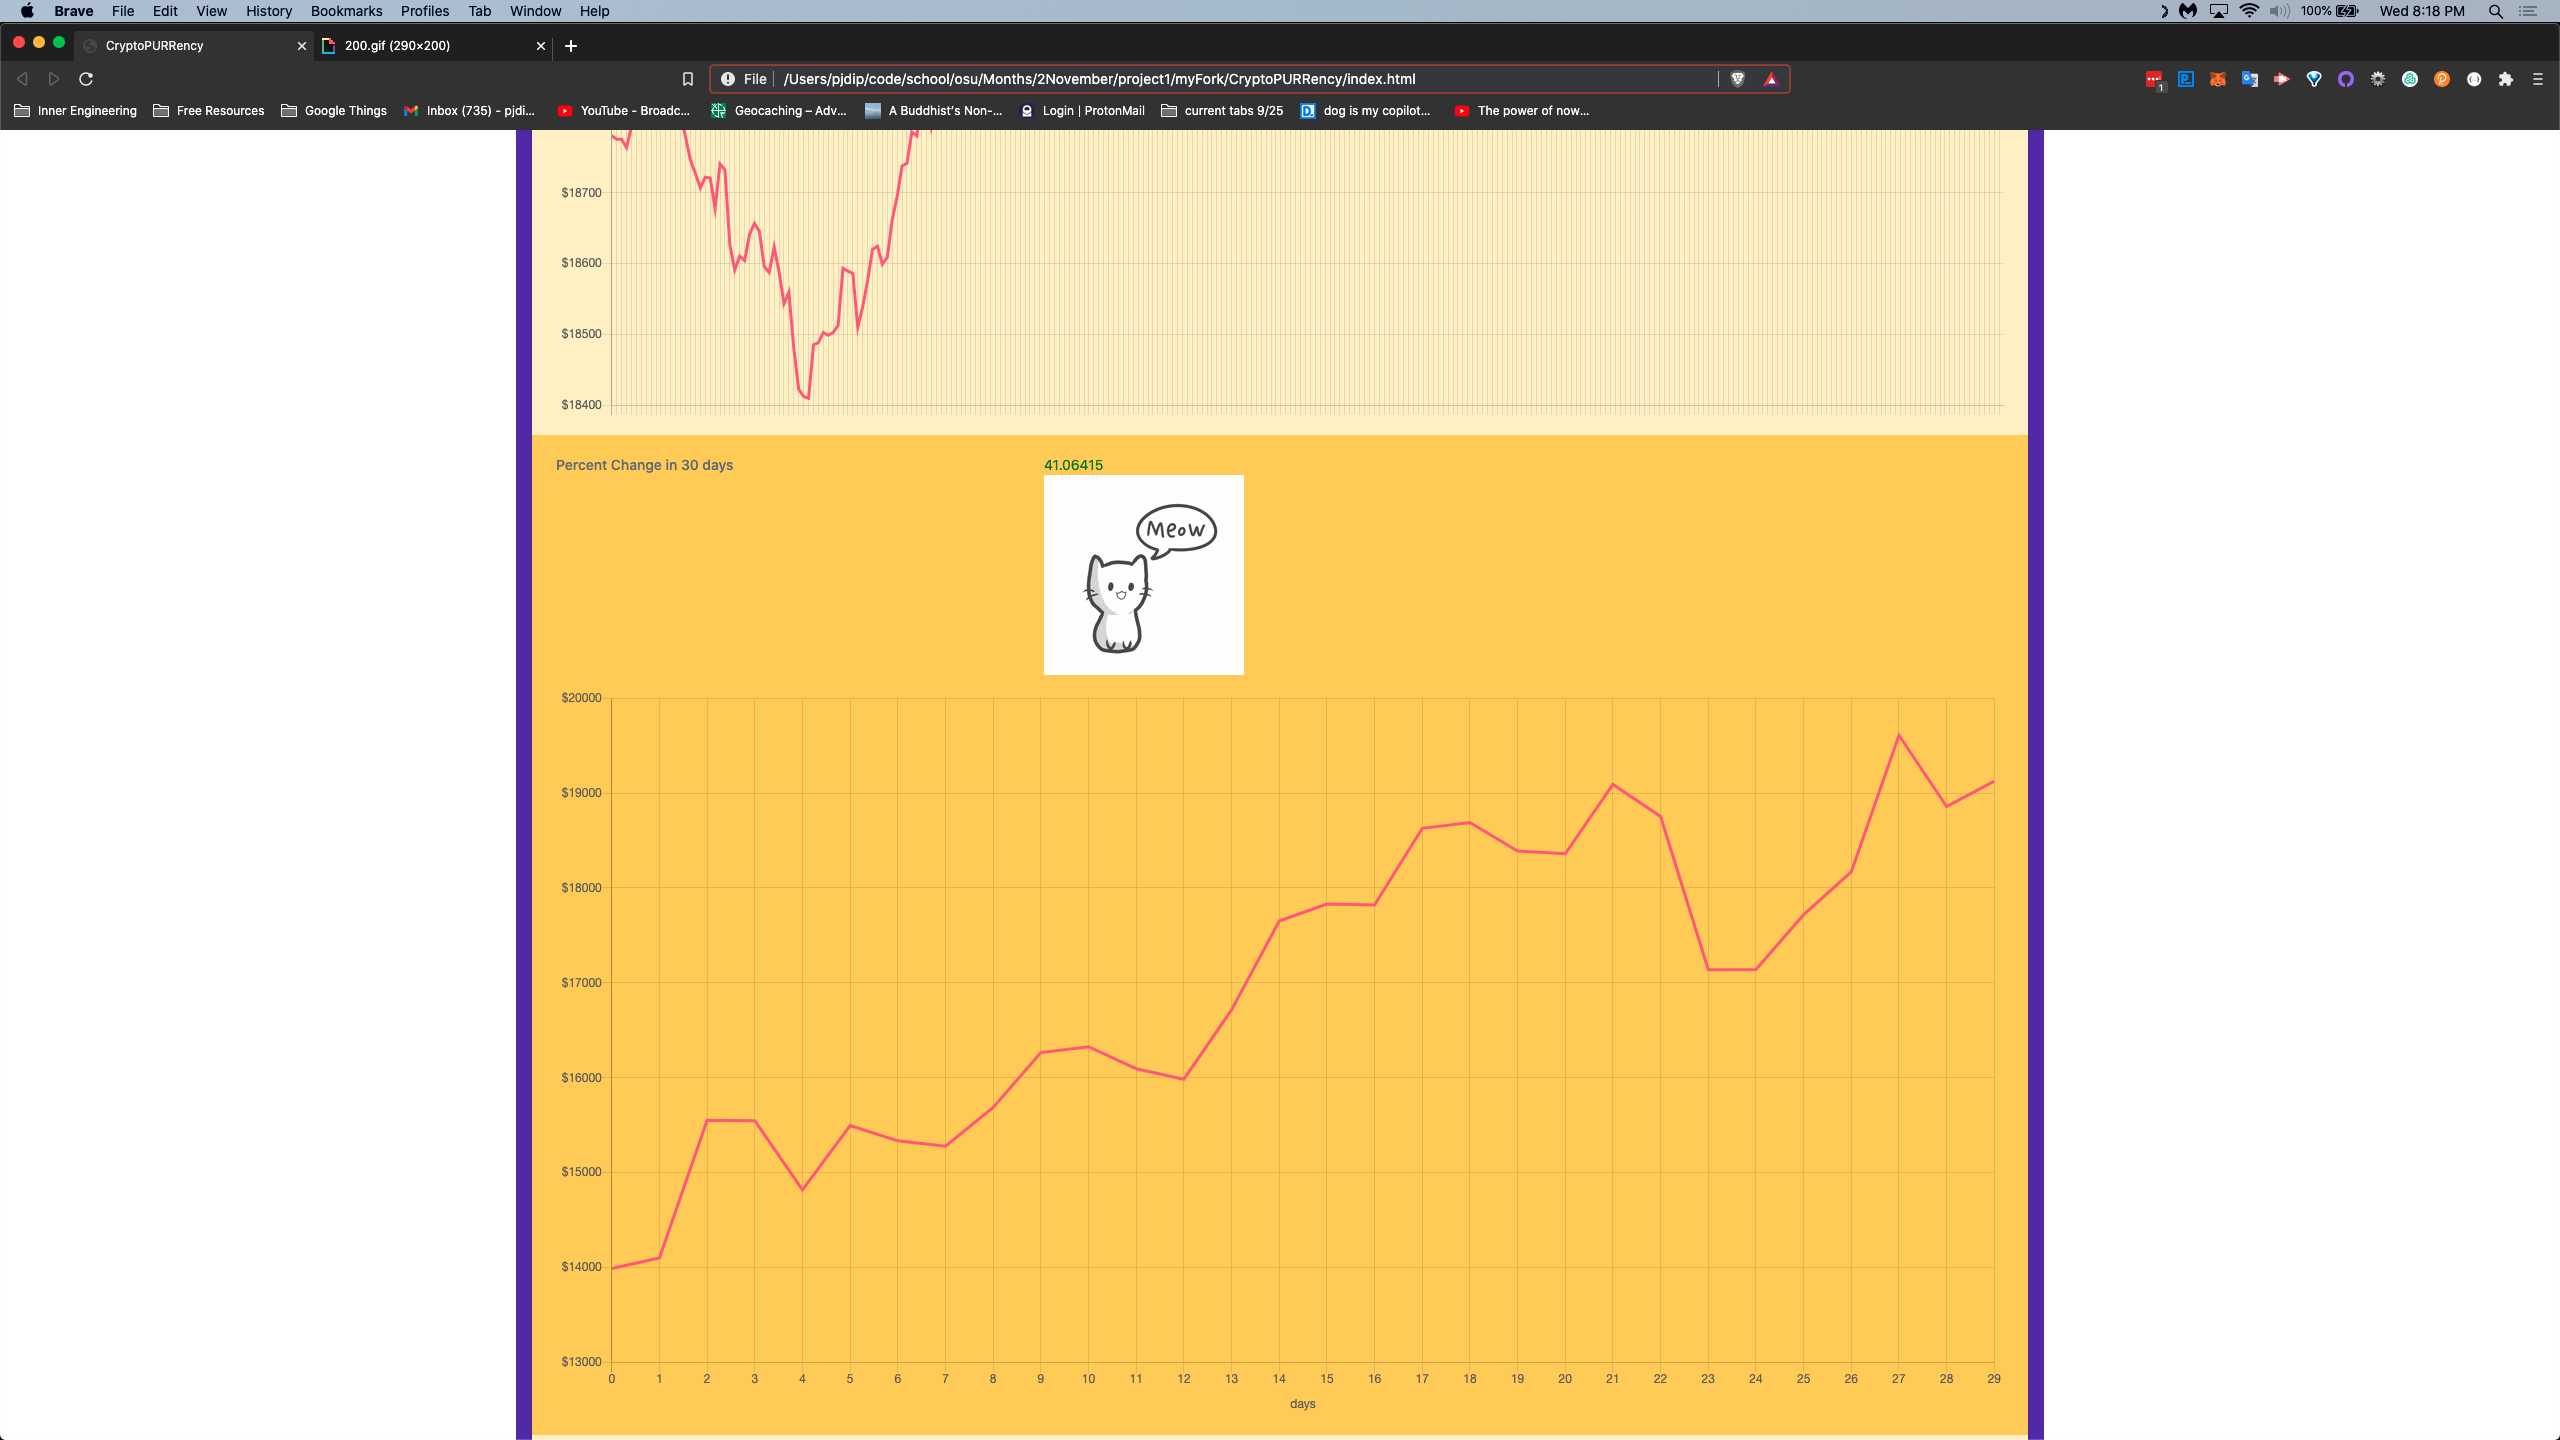 Brave File Edit View History Bookmarks Profiles Tab Window Help 100% Wed 8:18 PM
CryptoPURRency 200.gif (290×200)
File /Users/pjdip/code/school/osu/Months/2November/project1/myFork/CryptoPURRency/index.html 1
Inner Engineering Free Resources Google Things Inbox (735) - pjdi... YouTube - Broadc... Geocaching – Adv... A Buddhist's Non-... Login | ProtonMail current tabs 9/25 dog is my copilot... The power of now...
$18700
$18600
$18500
$18400
Percent Change in 30 days 41.06415
Meow
$20000
$19000
$18000
$17000
$16000
$15000
$14000
$13000
0 1 2 3 4 5 6 7 8 9 10 11 12 13 14 15 16 17 18 19 20 21 22 23 24 25 26 27 28 29
days